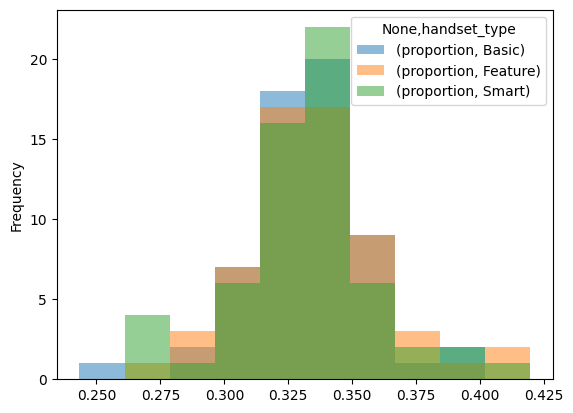 None,handset_type
(proportion, Basic)
(proportion, Feature)
(proportion, Smart)
Frequency
20
15
10
5
0
0.250 0.275 0.300 0.325 0.350 0.375 0.400 0.425